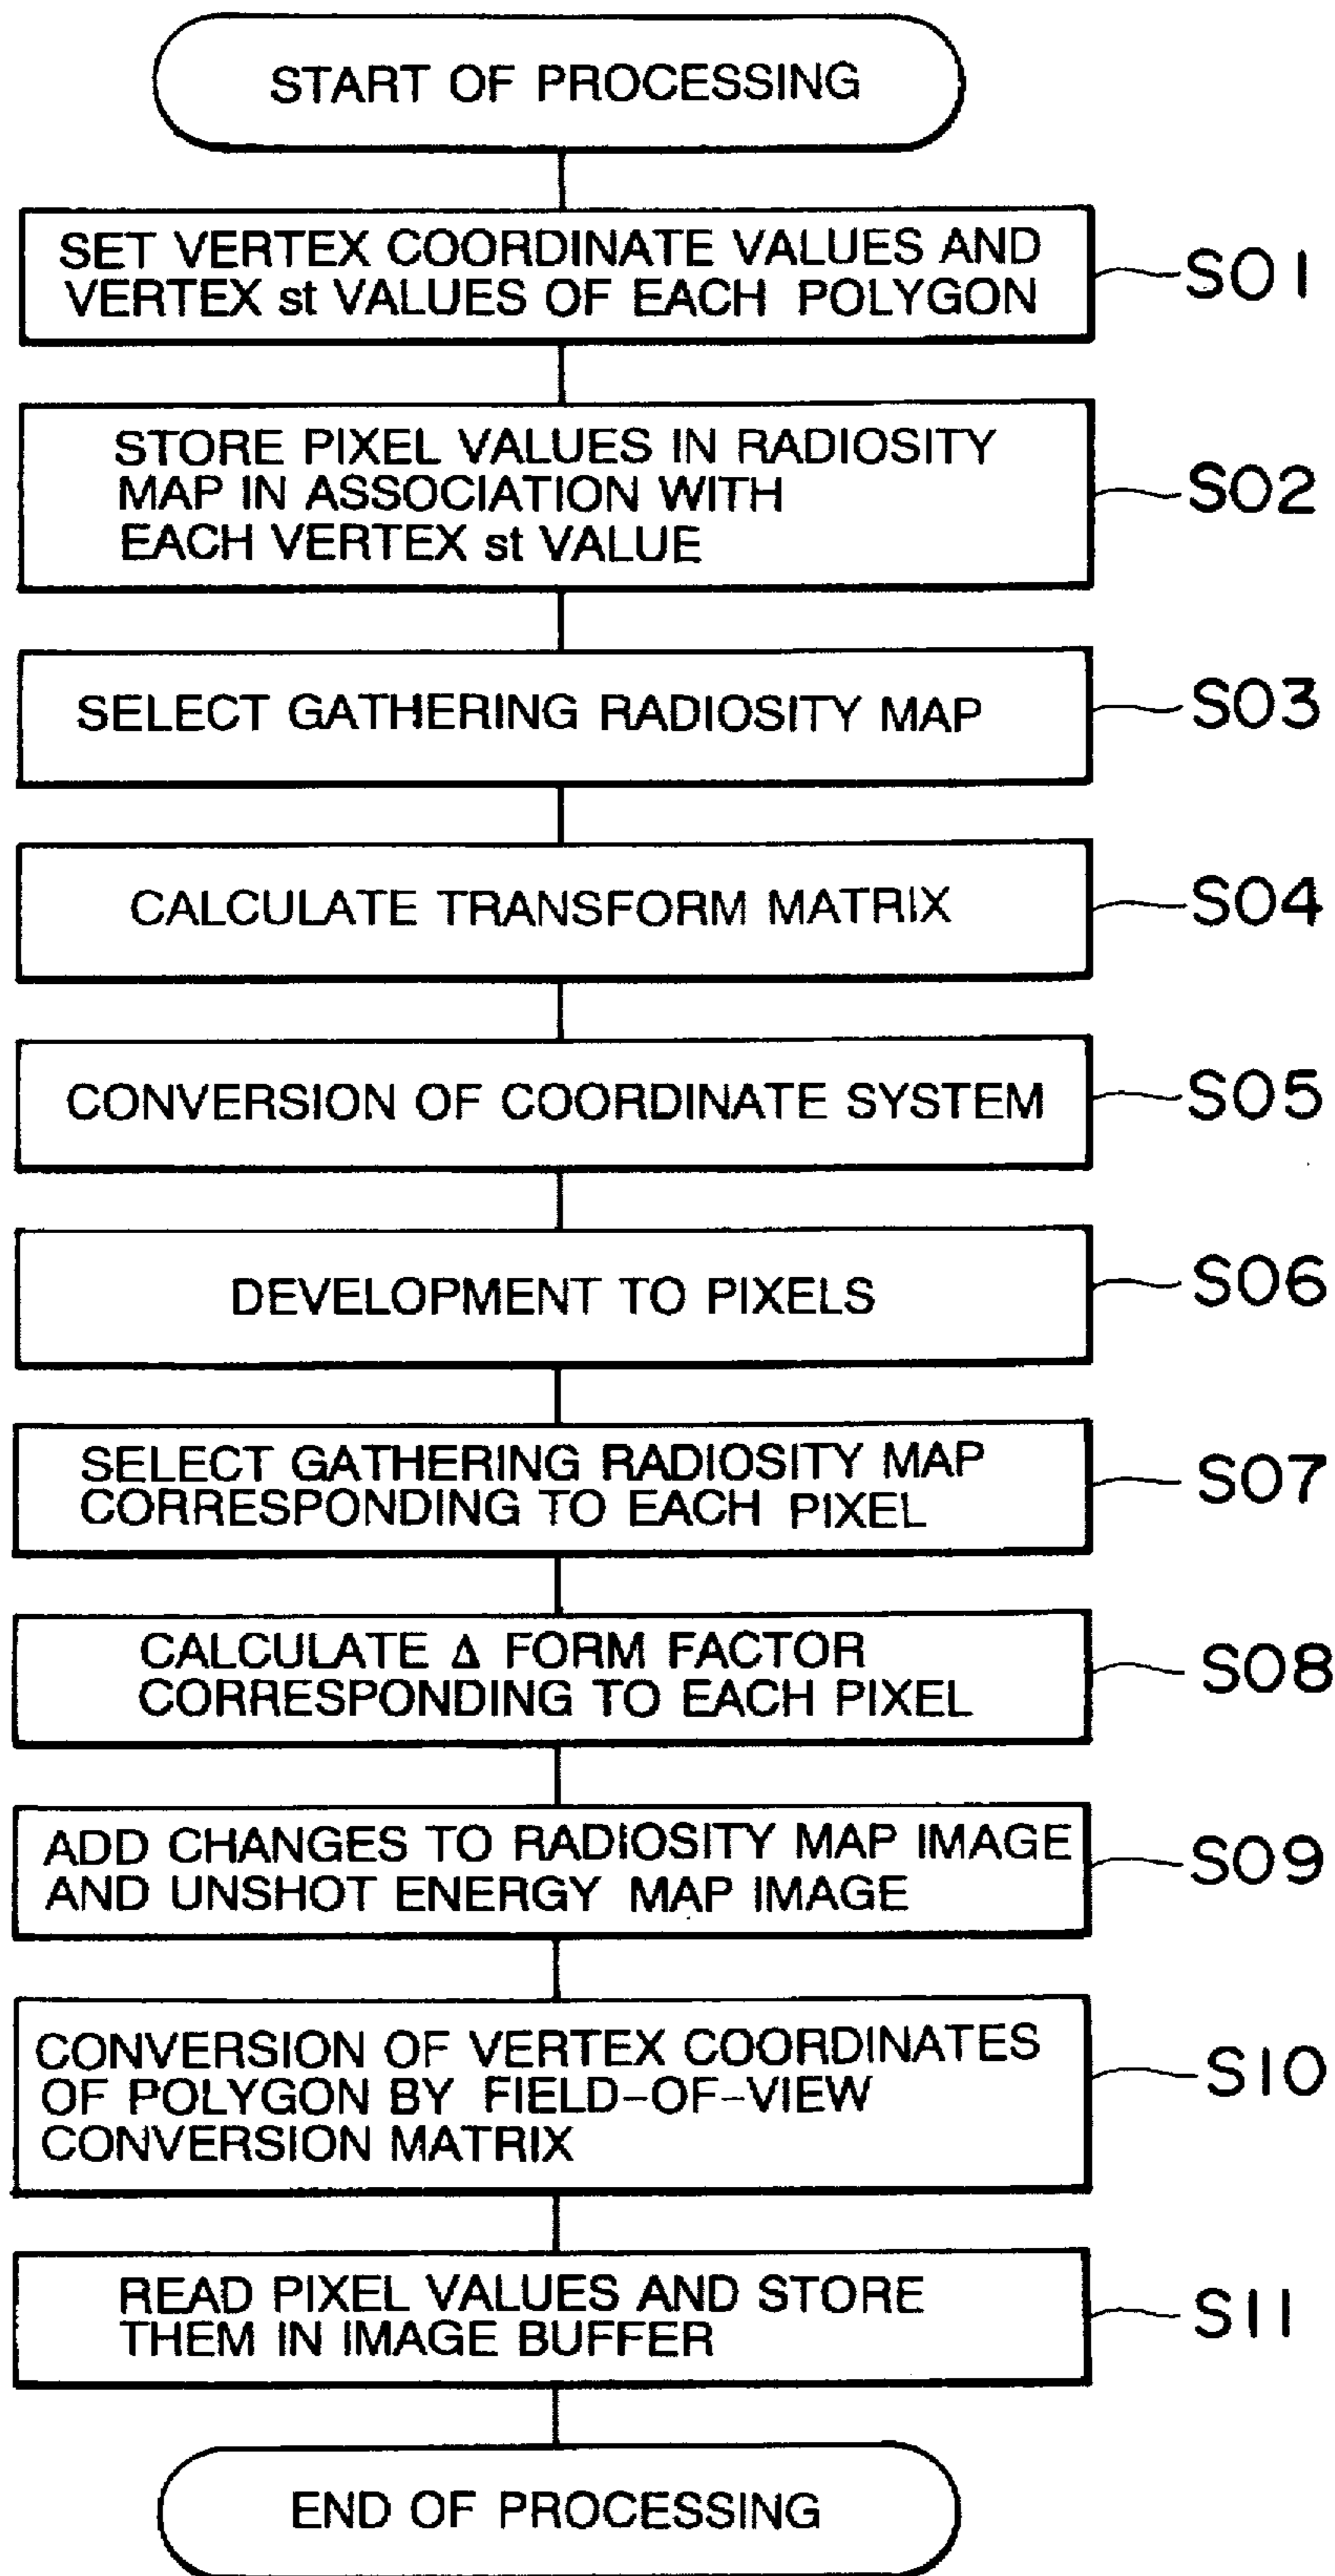 START OF PROCESSING
SET VERTEX COORDINATE VALUES AND
VERTEX st VALUES OF EACH POLYGON
S01
STORE PIXEL VALUES IN RADIOSITY
MAP IN ASSOCIATION WITH
EACH VERTEX st VALUE
S02
SELECT GATHERING RADIOSITY MAP
S03
CALCULATE TRANSFORM MATRIX
S04
CONVERSION OF COORDINATE SYSTEM
S05
DEVELOPMENT TO PIXELS
S06
SELECT GATHERING RADIOSITY MAP
CORRESPONDING TO EACH PIXEL
S07
CALCULATE Δ FORM FACTOR
CORRESPONDING TO EACH PIXEL
S08
ADD CHANGES TO RADIOSITY MAP IMAGE
AND UNSHOT ENERGY MAP IMAGE
S09
CONVERSION OF VERTEX COORDINATES
OF POLYGON BY FIELD-OF-VIEW
CONVERSION MATRIX
S10
READ PIXEL VALUES AND STORE
THEM IN IMAGE BUFFER
S11
END OF PROCESSING